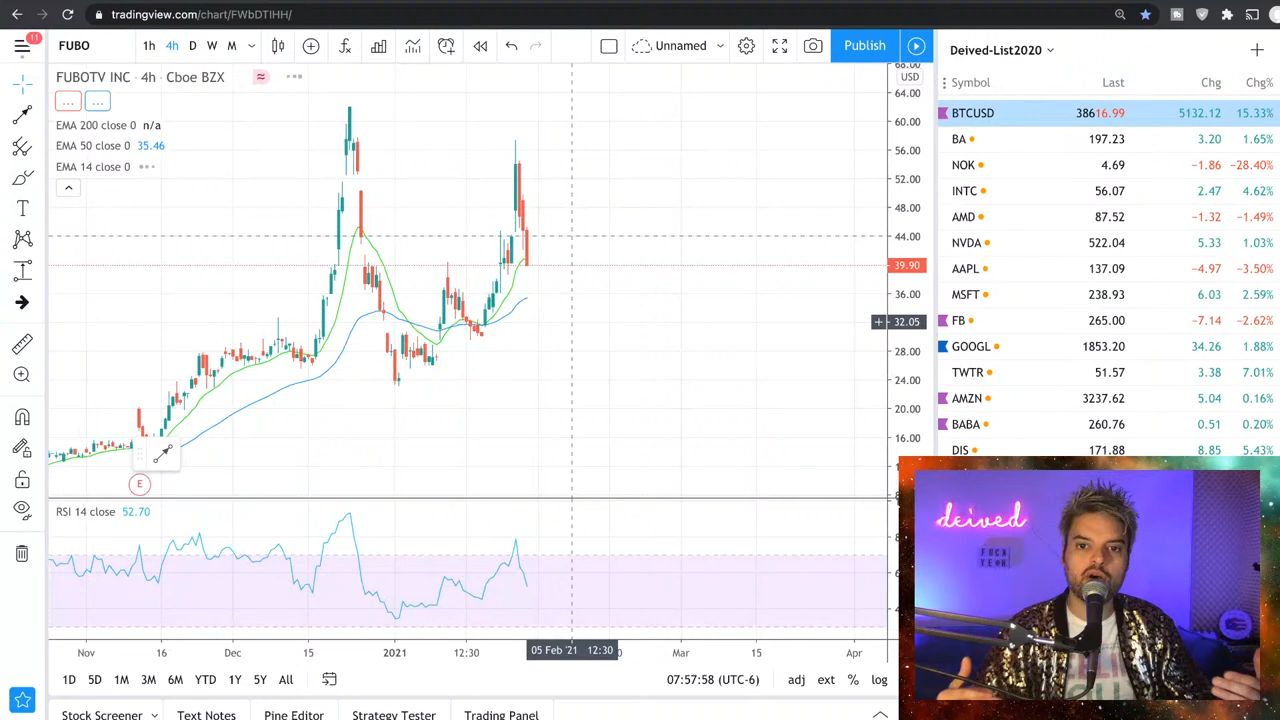 tradingview.com/chart/FWbDTIHH/
11
FUBO 1h 4h D W M Unnamed Publish
Deived-List2020
FUBOTV INC · 4h · Cboe BZX
USD
... ...
EMA 200 close 0 n/a
EMA 50 close 0 35.46
EMA 14 close 0
68.00
64.00
60.00
56.00
52.00
48.00
44.00
39.90
36.00
32.05
28.00
24.00
20.00
16.00
E
RSI 14 close 52.70
Nov 16 Dec 15 2021 12:30 05 Feb '21 12:30 Mar 15 Apr
1D 5D 1M 3M 6M YTD 1Y 5Y All 07:57:58 (UTC-6) adj ext % log
Stock Screener Text Notes Pine Editor Strategy Tester Trading Panel
Symbol Last Chg Chg%
BTCUSD 38616.99 5132.12 15.33%
BA 197.23 3.20 1.65%
NOK 4.69 −1.86 −28.40%
INTC 56.07 2.47 4.62%
AMD 87.52 −1.32 −1.49%
NVDA 522.04 5.33 1.03%
AAPL 137.09 −4.97 −3.50%
MSFT 238.93 6.03 2.59%
FB 265.00 −7.14 −2.62%
GOOGL 1853.20 34.26 1.88%
TWTR 51.57 3.38 7.01%
AMZN 3237.62 5.04 0.16%
BABA 260.76 0.51 0.20%
DIS 171.88 8.85 5.43%
deived
FUCK
YEAH